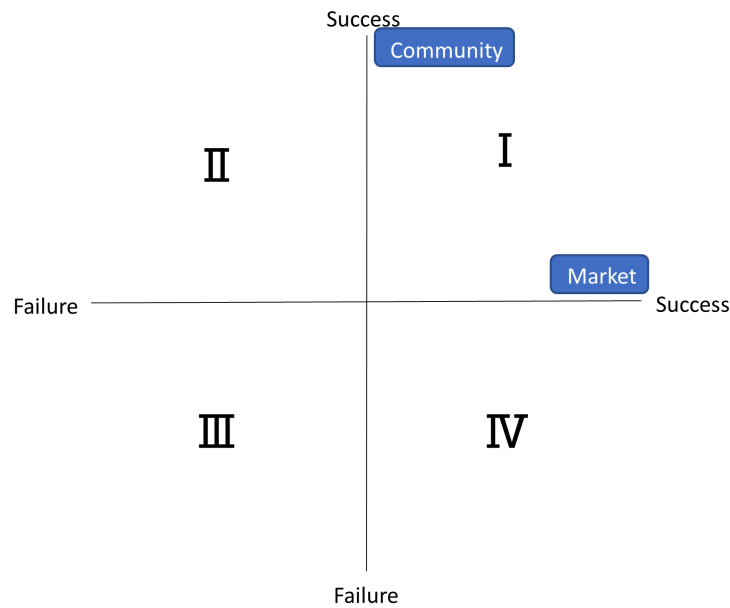 Success
Community
Ⅱ
Ⅰ
Market
Failure
Success
Ⅲ
Ⅳ
Failure